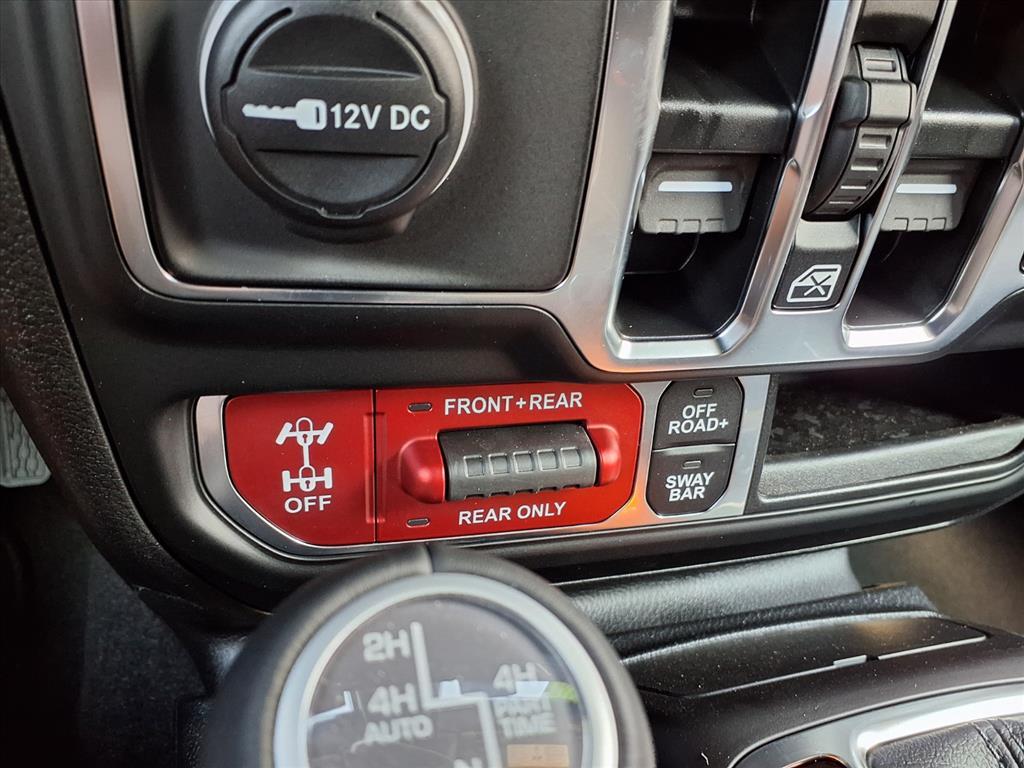 12V DC
FRONT+REAR
OFF
REAR ONLY
OFF
ROAD+
SWAY
BAR
2H
4H
AUTO
4H
PART
TIME
N